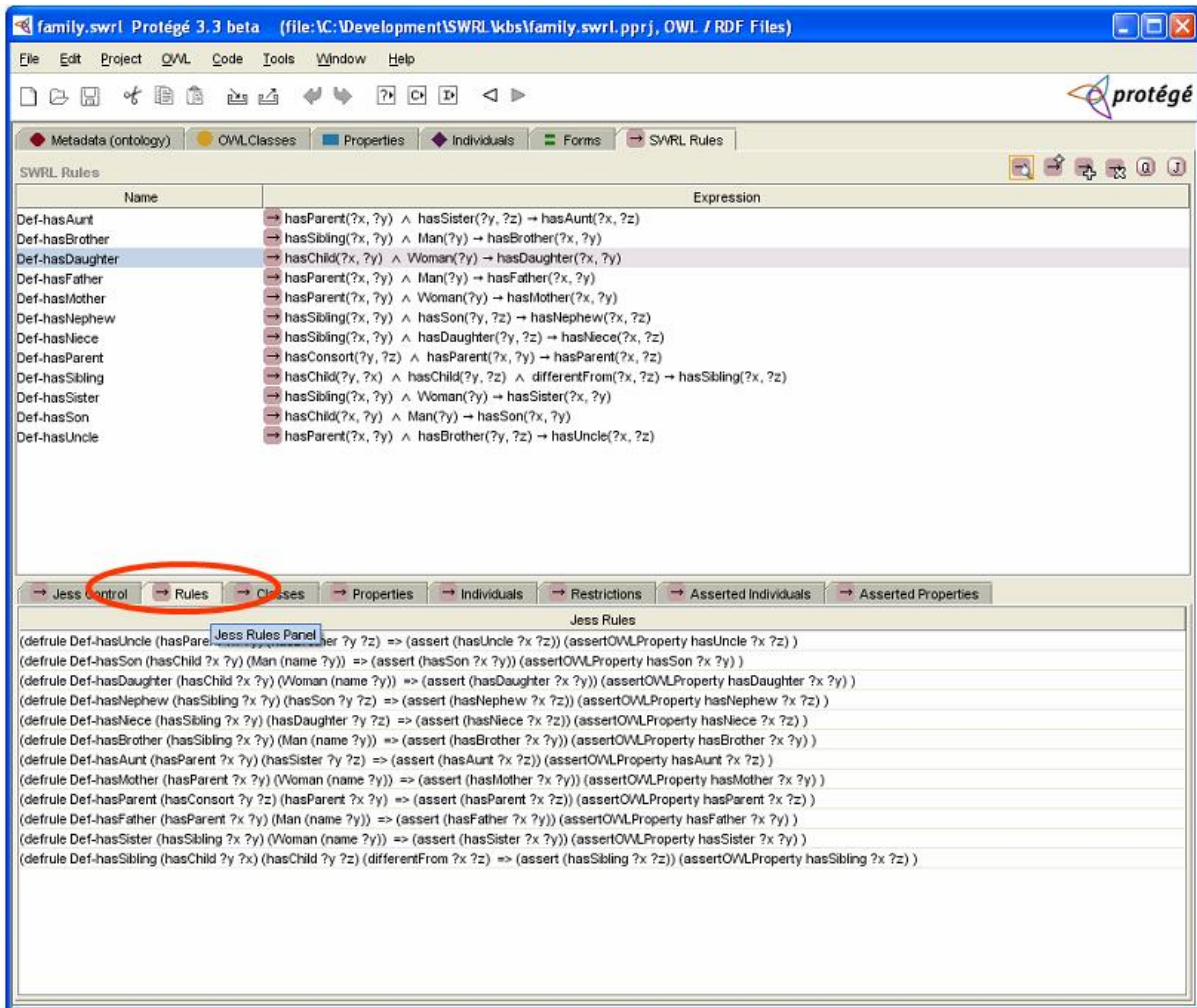 family.swrl Protégé 3.3 beta (file:\C:\Development\SWRL\kbs\family.swrl.pprj, OWL / RDF Files)
File Edit Project OWL Code Tools Window Help
protégé
Metadata (ontology) OWLClasses Properties Individuals Forms SWRL Rules
SWRL Rules
Name Expression
Def-hasAunt → hasParent(?x, ?y) ∧ hasSister(?y, ?z) → hasAunt(?x, ?z)
Def-hasBrother → hasSibling(?x, ?y) ∧ Man(?y) → hasBrother(?x, ?y)
Def-hasDaughter → hasChild(?x, ?y) ∧ Woman(?y) → hasDaughter(?x, ?y)
Def-hasFather → hasParent(?x, ?y) ∧ Man(?y) → hasFather(?x, ?y)
Def-hasMother → hasParent(?x, ?y) ∧ Woman(?y) → hasMother(?x, ?y)
Def-hasNephew → hasSibling(?x, ?y) ∧ hasSon(?y, ?z) → hasNephew(?x, ?z)
Def-hasNiece → hasSibling(?x, ?y) ∧ hasDaughter(?y, ?z) → hasNiece(?x, ?z)
Def-hasParent → hasConsort(?y, ?z) ∧ hasParent(?x, ?y) → hasParent(?x, ?z)
Def-hasSibling → hasChild(?y, ?x) ∧ hasChild(?y, ?z) ∧ differentFrom(?x, ?z) → hasSibling(?x, ?z)
Def-hasSister → hasSibling(?x, ?y) ∧ Woman(?y) → hasSister(?x, ?y)
Def-hasSon → hasChild(?x, ?y) ∧ Man(?y) → hasSon(?x, ?y)
Def-hasUncle → hasParent(?x, ?y) ∧ hasBrother(?y, ?z) → hasUncle(?x, ?z)
Jess Control Rules Classes Properties Individuals Restrictions Asserted Individuals Asserted Properties
Jess Rules
Jess Rules Panel
(defrule Def-hasUncle ?y ?z) => (assert (hasUncle ?x ?z)) (assertOWLProperty hasUncle ?x ?z) )
(defrule Def-hasSon (hasChild ?x ?y) (Man (name ?y)) => (assert (hasSon ?x ?y)) (assertOWLProperty hasSon ?x ?y) )
(defrule Def-hasDaughter (hasChild ?x ?y) (Woman (name ?y)) => (assert (hasDaughter ?x ?y)) (assertOWLProperty hasDaughter ?x ?y) )
(defrule Def-hasNephew (hasSibling ?x ?y) (hasSon ?y ?z) => (assert (hasNephew ?x ?z)) (assertOWLProperty hasNephew ?x ?z) )
(defrule Def-hasNiece (hasSibling ?x ?y) (hasDaughter ?y ?z) => (assert (hasNiece ?x ?z)) (assertOWLProperty hasNiece ?x ?z) )
(defrule Def-hasBrother (hasSibling ?x ?y) (Man (name ?y)) => (assert (hasBrother ?x ?y)) (assertOWLProperty hasBrother ?x ?y) )
(defrule Def-hasAunt (hasParent ?x ?y) (hasSister ?y ?z) => (assert (hasAunt ?x ?z)) (assertOWLProperty hasAunt ?x ?z) )
(defrule Def-hasMother (hasParent ?x ?y) (Woman (name ?y)) => (assert (hasMother ?x ?y)) (assertOWLProperty hasMother ?x ?y) )
(defrule Def-hasParent (hasConsort ?y ?z) (hasParent ?x ?y) => (assert (hasParent ?x ?z)) (assertOWLProperty hasParent ?x ?z) )
(defrule Def-hasFather (hasParent ?x ?y) (Man (name ?y)) => (assert (hasFather ?x ?y)) (assertOWLProperty hasFather ?x ?y) )
(defrule Def-hasSister (hasSibling ?x ?y) (Woman (name ?y)) => (assert (hasSister ?x ?y)) (assertOWLProperty hasSister ?x ?y) )
(defrule Def-hasSibling (hasChild ?y ?x) (hasChild ?y ?z) (differentFrom ?x ?z) => (assert (hasSibling ?x ?z)) (assertOWLProperty hasSibling ?x ?z) )